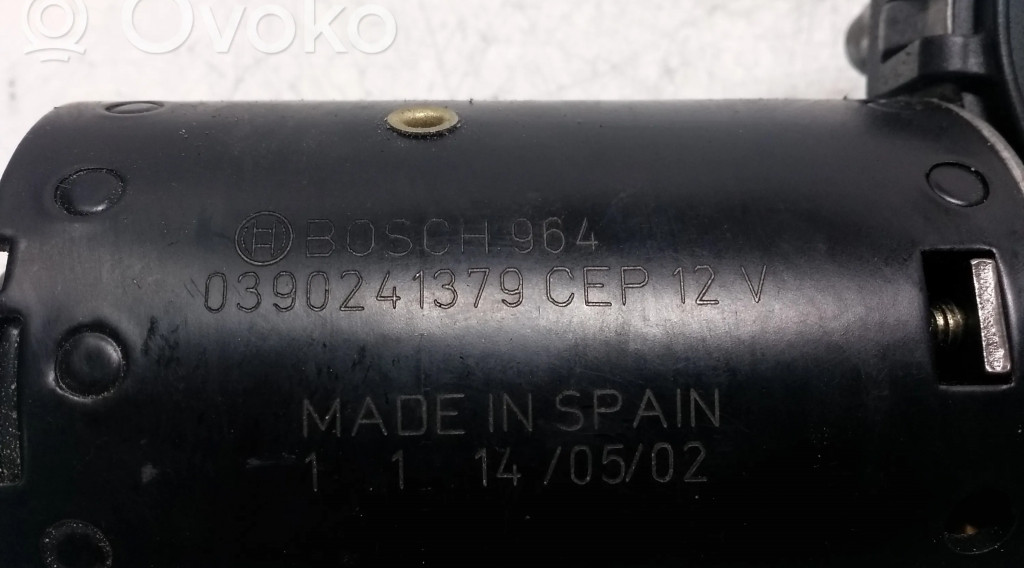 Ovoko
BOSCH 964
0390241379 CEP 12 V
MADE IN SPAIN
1 1 14/05/02